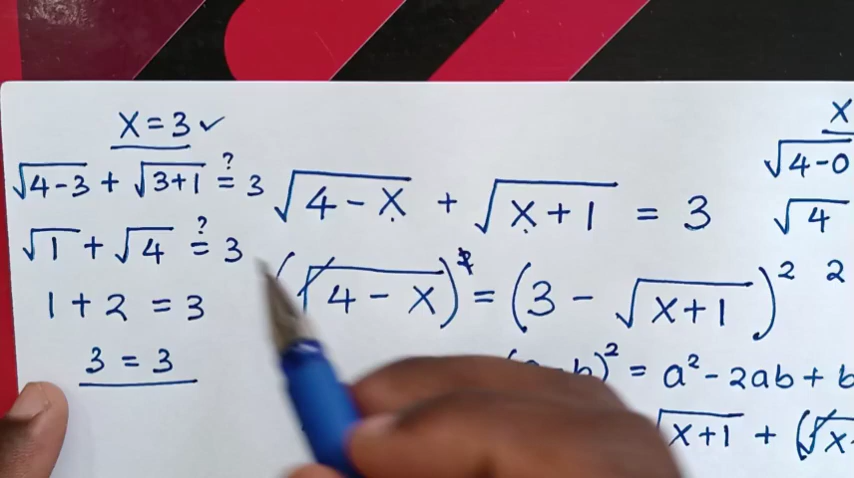 X = 3 ✓
√(4-3) + √(3+1) ≟ 3
√1 + √4 ≟ 3
1 + 2 = 3
3 = 3
√(4-X) + √(X+1) = 3
(√(4-X))² = (3 - √(X+1))²
b)² = a² - 2ab + b
√(X+1) + (√X
X
√(4-0)
√4
2